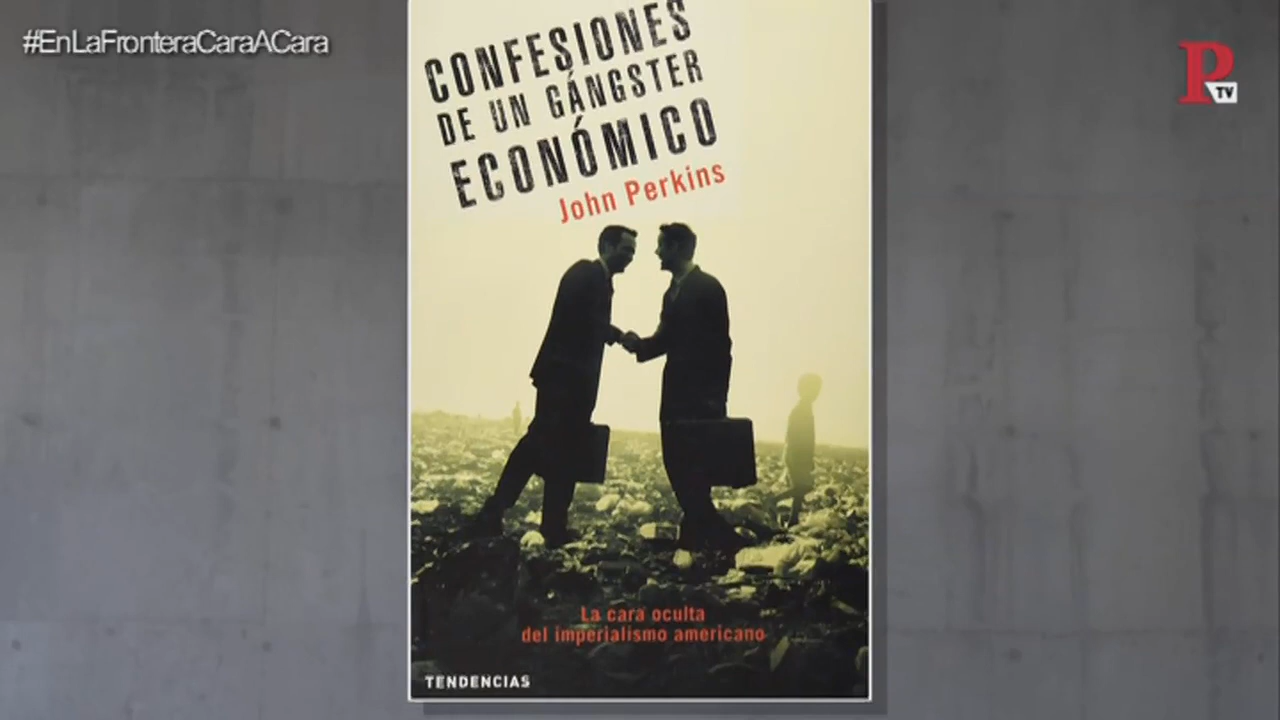 #EnLaFronteraCaraACara
P
TV
CONFESIONES
DE UN GÁNGSTER
ECONÓMICO
John Perkins
La cara oculta
del imperialismo americano
TENDENCIAS